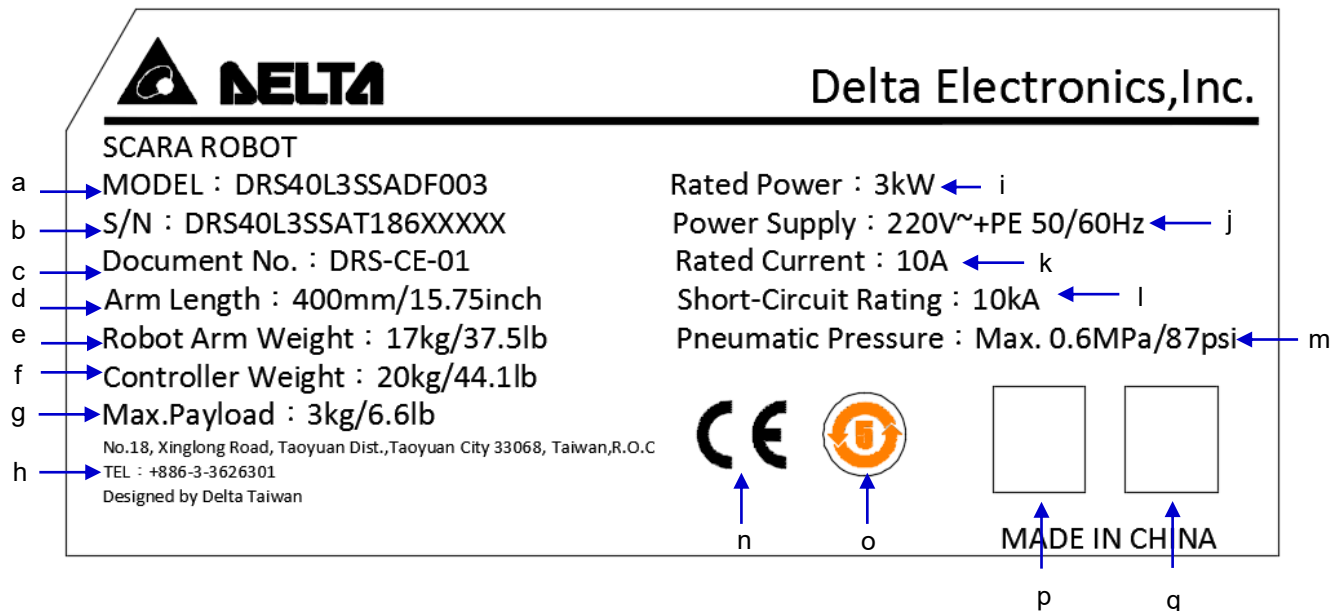 DELTA
Delta Electronics,Inc.
SCARA ROBOT
a MODEL：DRS40L3SSADF003
b S/N：DRS40L3SSAT186XXXXX
c Document No.：DRS-CE-01
d Arm Length：400mm/15.75inch
e Robot Arm Weight：17kg/37.5lb
f Controller Weight：20kg/44.1lb
g Max.Payload：3kg/6.6lb
No.18, Xinglong Road, Taoyuan Dist.,Taoyuan City 33068, Taiwan,R.O.C
h TEL：+886-3-3626301
Designed by Delta Taiwan
Rated Power：3kW i
Power Supply：220V~+PE 50/60Hz j
Rated Current：10A k
Short-Circuit Rating：10kA l
Pneumatic Pressure：Max. 0.6MPa/87psi m
CE
5
MADE IN CHINA
n o
p q